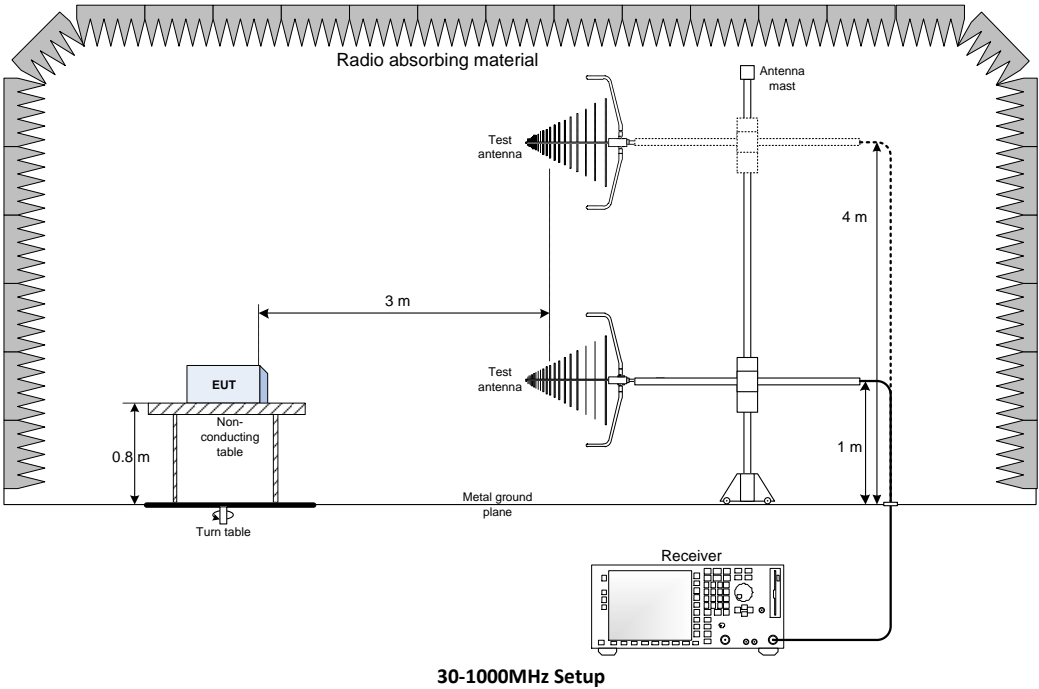 Radio absorbing material
Antenna
mast
Test
antenna
4 m
3 m
Test
antenna
EUT
Non-
conducting
table
0.8 m
1 m
Metal ground
plane
Turn table
Receiver
30-1000MHz Setup